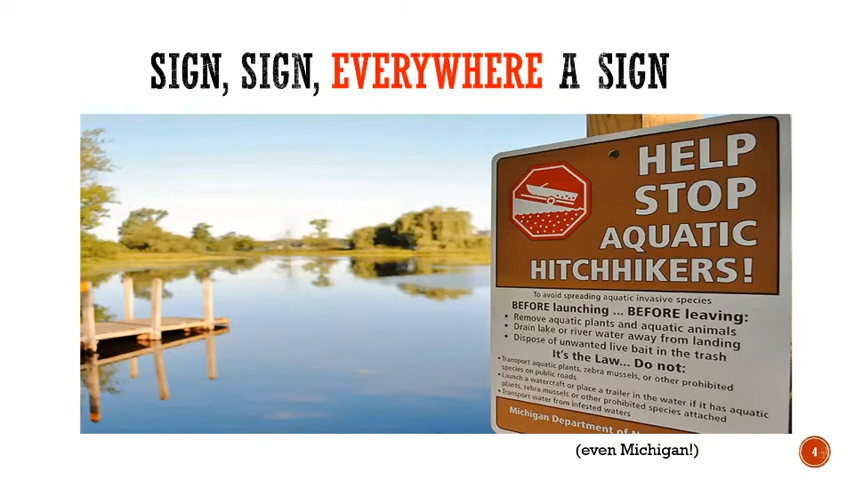 SIGN, SIGN, EVERYWHERE A SIGN
HELP
STOP
AQUATIC
HITCHHIKERS!
To avoid spreading aquatic invasive species
BEFORE launching ... BEFORE leaving:
• Remove aquatic plants and aquatic animals
• Drain lake or river water away from landing
• Dispose of unwanted live bait in the trash
It's the Law... Do not:
• Transport aquatic plants, zebra mussels, or other prohibited
species on public roads
• Launch a watercraft or place a trailer in the water if it has aquatic
plants, zebra mussels or other prohibited species attached
• Transport water from infested waters
Michigan Department of
(even Michigan!)
4